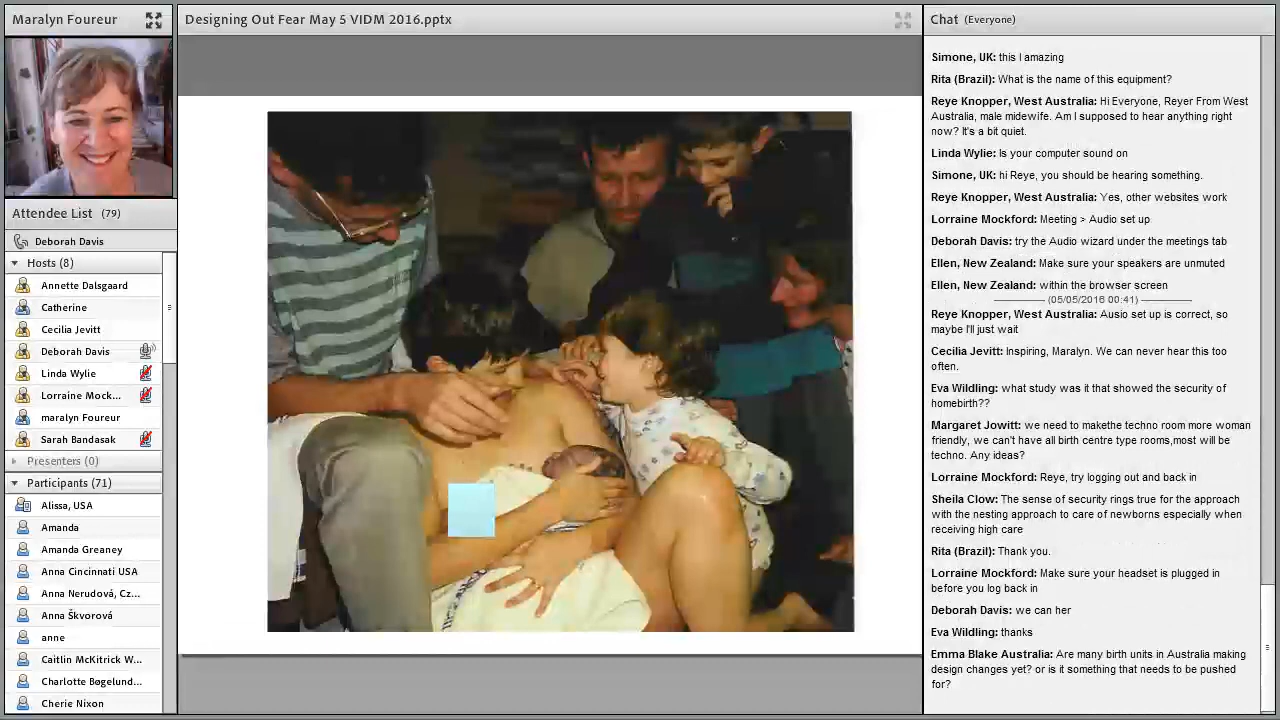 Maralyn Foureur
Designing Out Fear May 5 VIDM 2016.pptx
Chat (Everyone)
Attendee List (79)
Deborah Davis
Hosts (8)
Annette Dalsgaard
Catherine
Cecilia Jevitt
Deborah Davis
Linda Wylie
Lorraine Mock...
maralyn Foureur
Sarah Bandasak
Presenters (0)
Participants (71)
Alissa, USA
Amanda
Amanda Greaney
Anna Cincinnati USA
Anna Nerudová, Cz...
Anna Škvorová
anne
Caitlin McKitrick W...
Charlotte Bøgelund...
Cherie Nixon
Simone, UK: this I amazing
Rita (Brazil): What is the name of this equipment?
Reye Knopper, West Australia: Hi Everyone, Reyer From West
Australia, male midewife. Am I supposed to hear anything right
now? It's a bit quiet.
Linda Wylie: Is your computer sound on
Simone, UK: hi Reye, you should be hearing something.
Reye Knopper, West Australia: Yes, other websites work
Lorraine Mockford: Meeting > Audio set up
Deborah Davis: try the Audio wizard under the meetings tab
Ellen, New Zealand: Make sure your speakers are unmuted
Ellen, New Zealand: within the browser screen
(05/05/2016 00:41)
Reye Knopper, West Australia: Ausio set up is correct, so
maybe I'll just wait
Cecilia Jevitt: Inspiring, Maralyn. We can never hear this too
often.
Eva Wildling: what study was it that showed the security of
homebirth??
Margaret Jowitt: we need to makethe techno room more woman
friendly, we can't have all birth centre type rooms,most will be
techno. Any ideas?
Lorraine Mockford: Reye, try logging out and back in
Sheila Clow: The sense of security rings true for the approach
with the nesting approach to care of newborns especially when
receiving high care
Rita (Brazil): Thank you.
Lorraine Mockford: Make sure your headset is plugged in
before you log back in
Deborah Davis: we can her
Eva Wildling: thanks
Emma Blake Australia: Are many birth units in Australia making
design changes yet? or is it something that needs to be pushed
for?